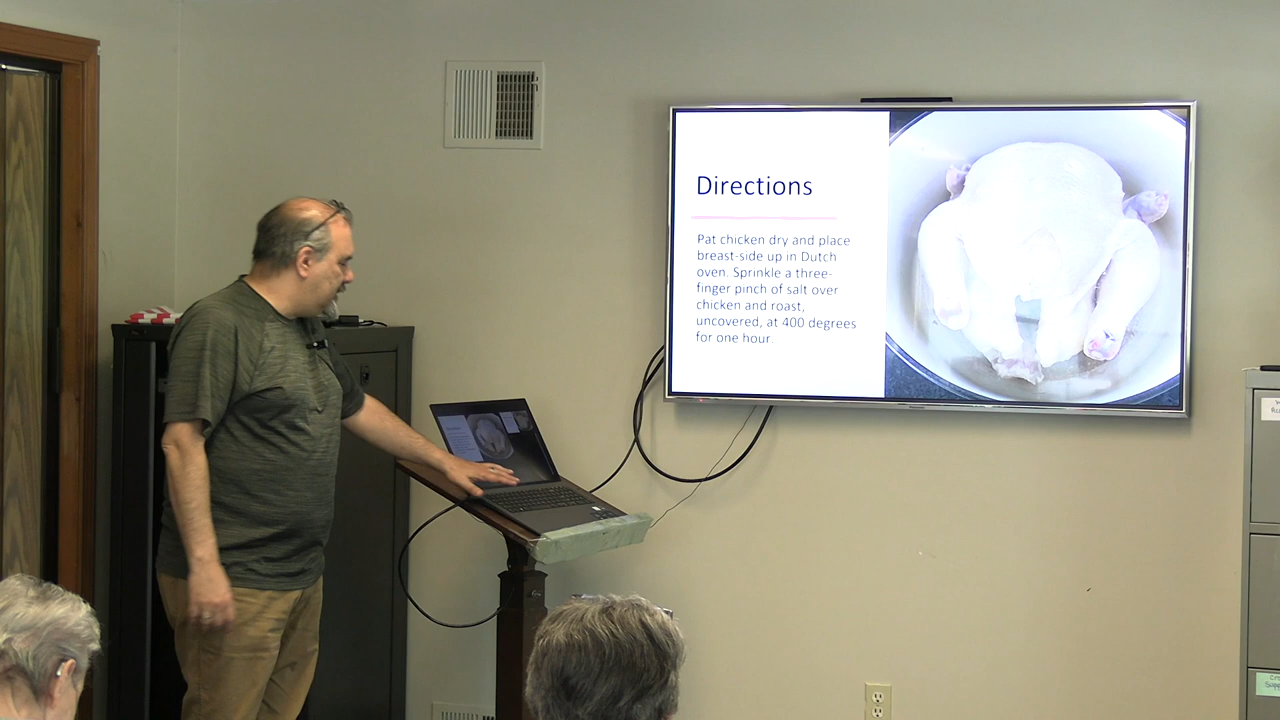 Directions
Pat chicken dry and place
breast-side up in Dutch
oven. Sprinkle a three-
finger pinch of salt over
chicken and roast,
uncovered, at 400 degrees
for one hour.